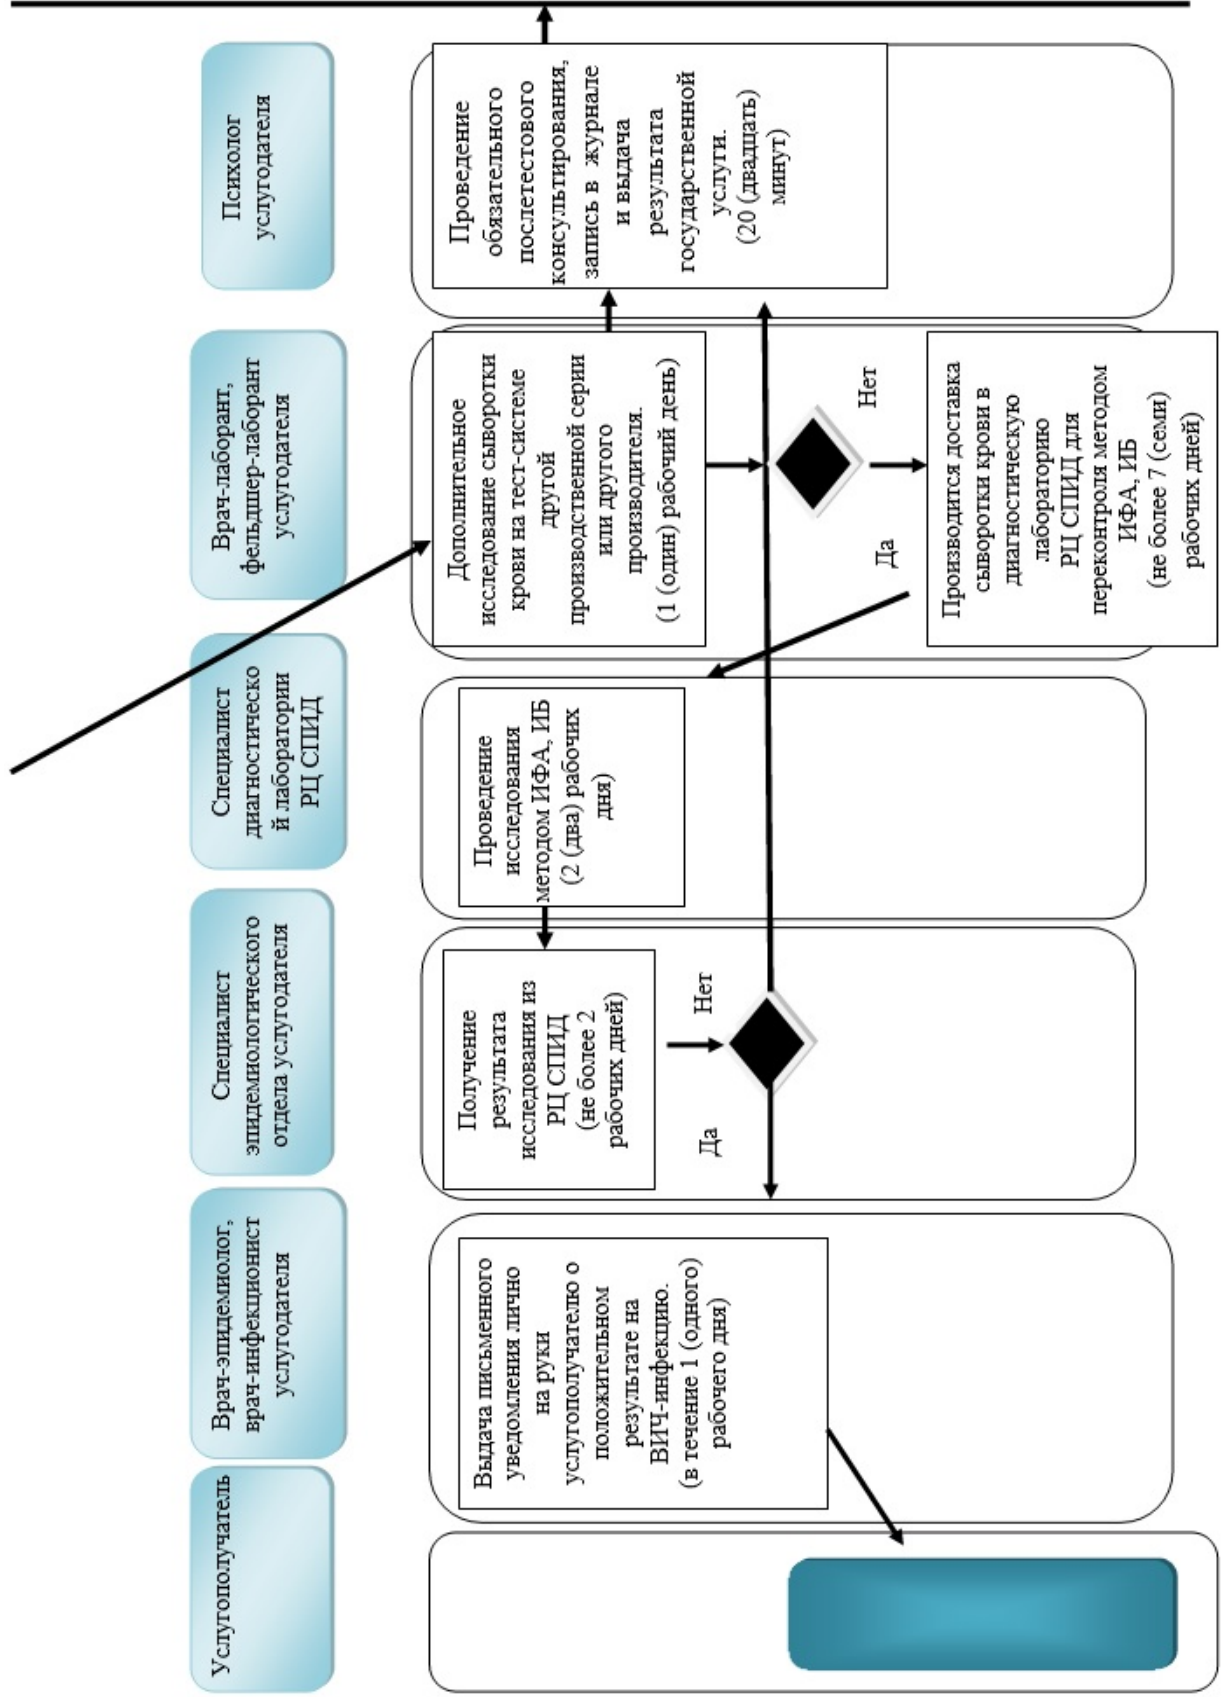 Услугополучатель
Врач-эпидемиолог,
врач-инфекционист
услугодателя
Специалист
эпидемиологического
отдела услугодателя
Специалист
диагностическо
й лаборатории
РЦ СПИД
Врач-лаборант,
фельдшер-лаборант
услугодателя
Психолог
услугодателя
Выдача письменного
уведомления лично
на руки
услугополучателю о
положительном
результате на
ВИЧ-инфекцию.
(в течение 1 (одного)
рабочего дня)
Получение
результата
исследования из
РЦ СПИД
(не более 2
рабочих дней)
Да
Нет
Проведение
исследования
методом ИФА, ИБ
(2 (два) рабочих
дня)
Дополнительное
исследование сыворотки
крови на тест-системе
другой
производственной серии
или другого
производителя.
(1 (один) рабочий день)
Да
Нет
Производится доставка
сыворотки крови в
диагностическую
лабораторию
РЦ СПИД для
переконтроля методом
ИФА, ИБ
(не более 7 (семи)
рабочих дней)
Проведение
обязательного
послетестового
консультирования,
запись в журнале
и выдача
результата
государственной
услуги.
(20 (двадцать)
минут)